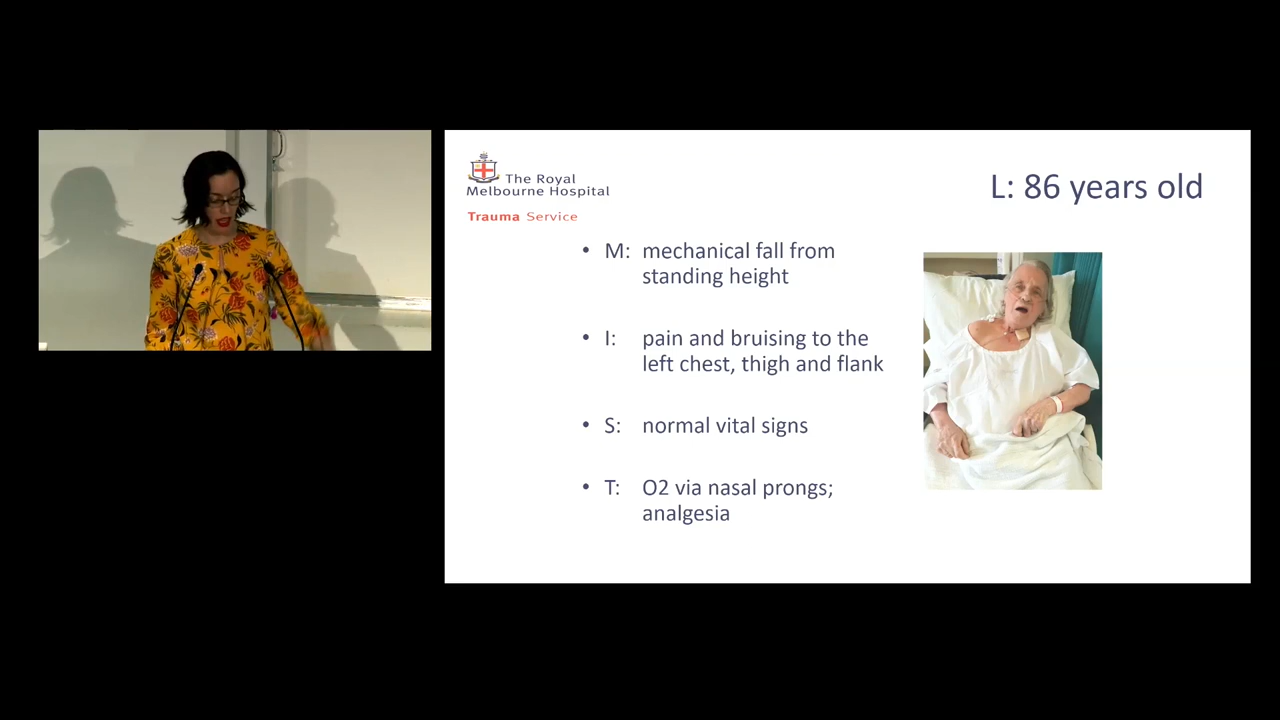 The Royal
Melbourne Hospital
Trauma Service
L: 86 years old
• M: mechanical fall from
standing height
• I: pain and bruising to the
left chest, thigh and flank
• S: normal vital signs
• T: O2 via nasal prongs;
analgesia